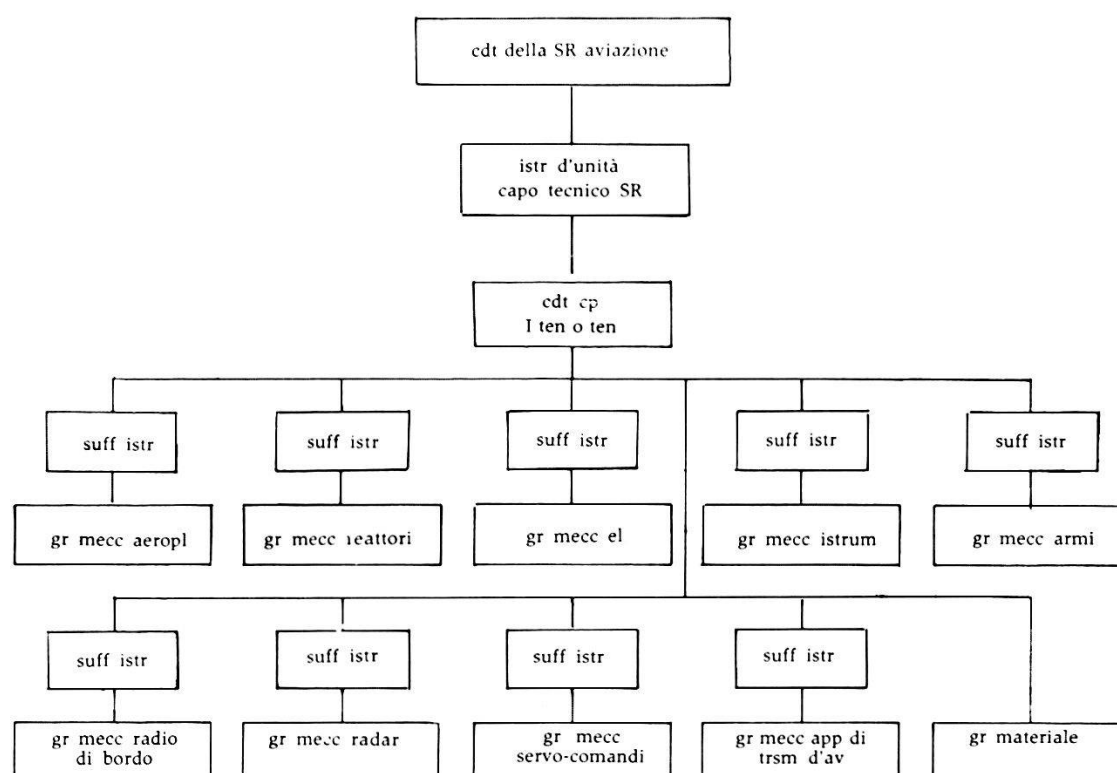 cdt della SR aviazione
istr d'unità
capo tecnico SR
cdt cp
I ten o ten
suff istr
suff istr
suff istr
suff istr
suff istr
gr mecc aeropl
gr mecc reattori
gr mecc el
gr mecc istrum
gr mecc armi
suff istr
suff istr
suff istr
suff istr
gr mecc radio
di bordo
gr mecc radar
gr mecc
servo-comandi
gr mecc app di
trsm d'av
gr materiale